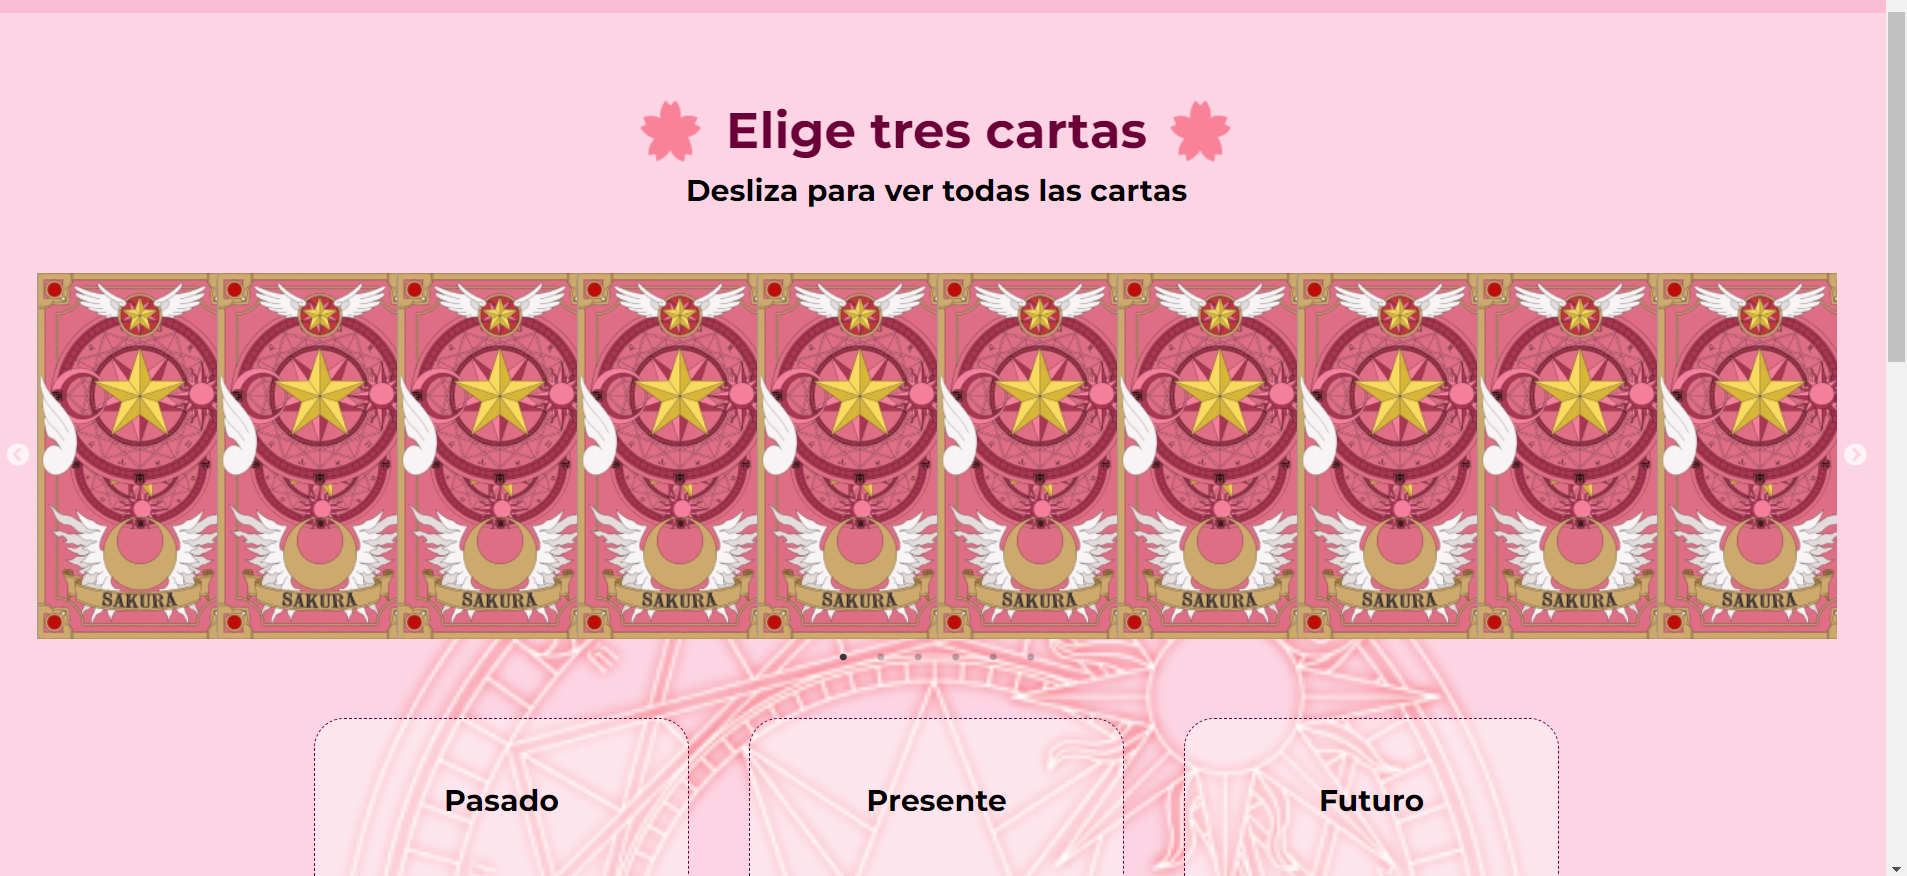 Elige tres cartas
Desliza para ver todas las cartas
SAKURA SAKURA SAKURA SAKURA SAKURA SAKURA SAKURA SAKURA SAKURA SAKURA
Pasado Presente Futuro